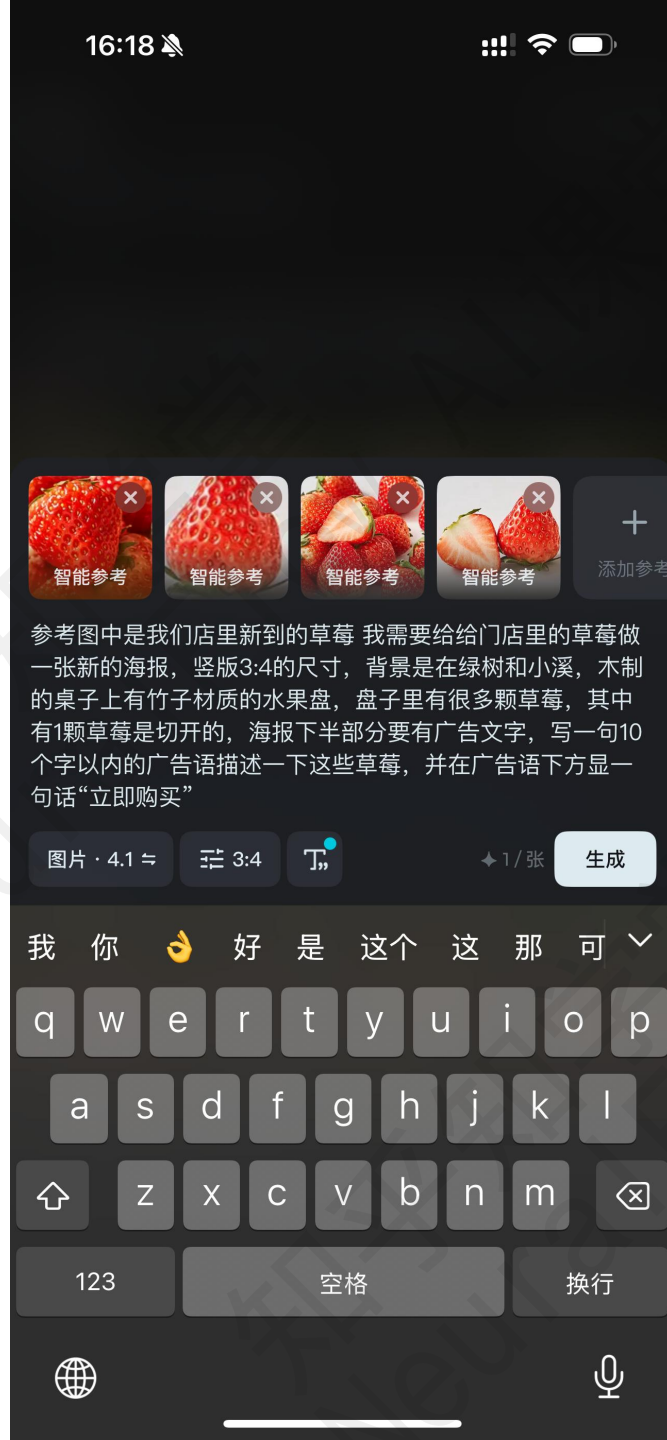 16:18
智能参考
智能参考
智能参考
智能参考
添加参考
参考图中是我们店里新到的草莓 我需要给给门店里的草莓做
一张新的海报，竖版3:4的尺寸，背景是在绿树和小溪，木制
的桌子上有竹子材质的水果盘，盘子里有很多颗草莓，其中
有1颗草莓是切开的，海报下半部分要有广告文字，写一句10
个字以内的广告语描述一下这些草莓，并在广告语下方显一
句话“立即购买”
图片 · 4.1
3:4
T,,
1/张
生成
我 你 👌 好 是 这个 这 那 可
q w e r t y u i o p
a s d f g h j k l
z x c v b n m
123 空格 换行